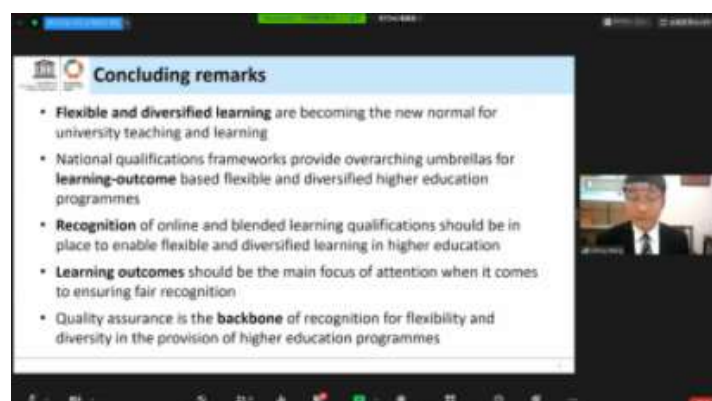 Concluding remarks
• Flexible and diversified learning are becoming the new normal for
university teaching and learning
• National qualifications frameworks provide overarching umbrellas for
learning-outcome based flexible and diversified higher education
programmes
• Recognition of online and blended learning qualifications should be in
place to enable flexible and diversified learning in higher education
• Learning outcomes should be the main focus of attention when it comes
to ensuring fair recognition
• Quality assurance is the backbone of recognition for flexibility and
diversity in the provision of higher education programmes